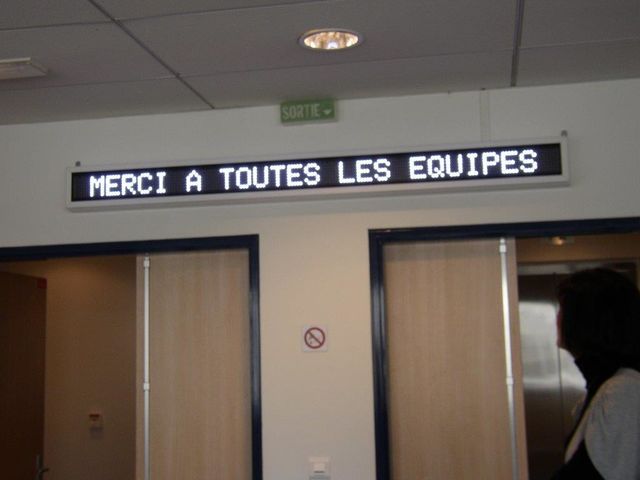 SORTIE
MERCI A TOUTES LES EQUIPES